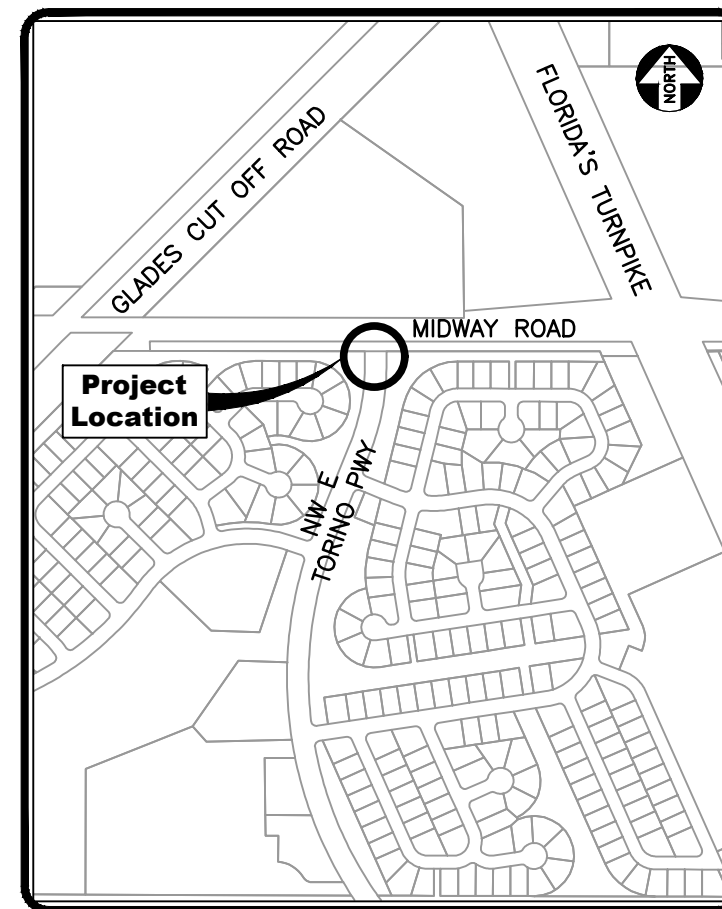 NORTH
GLADES CUT OFF ROAD
FLORIDA'S TURNPIKE
MIDWAY ROAD
Project
Location
NW E
TORINO PWY